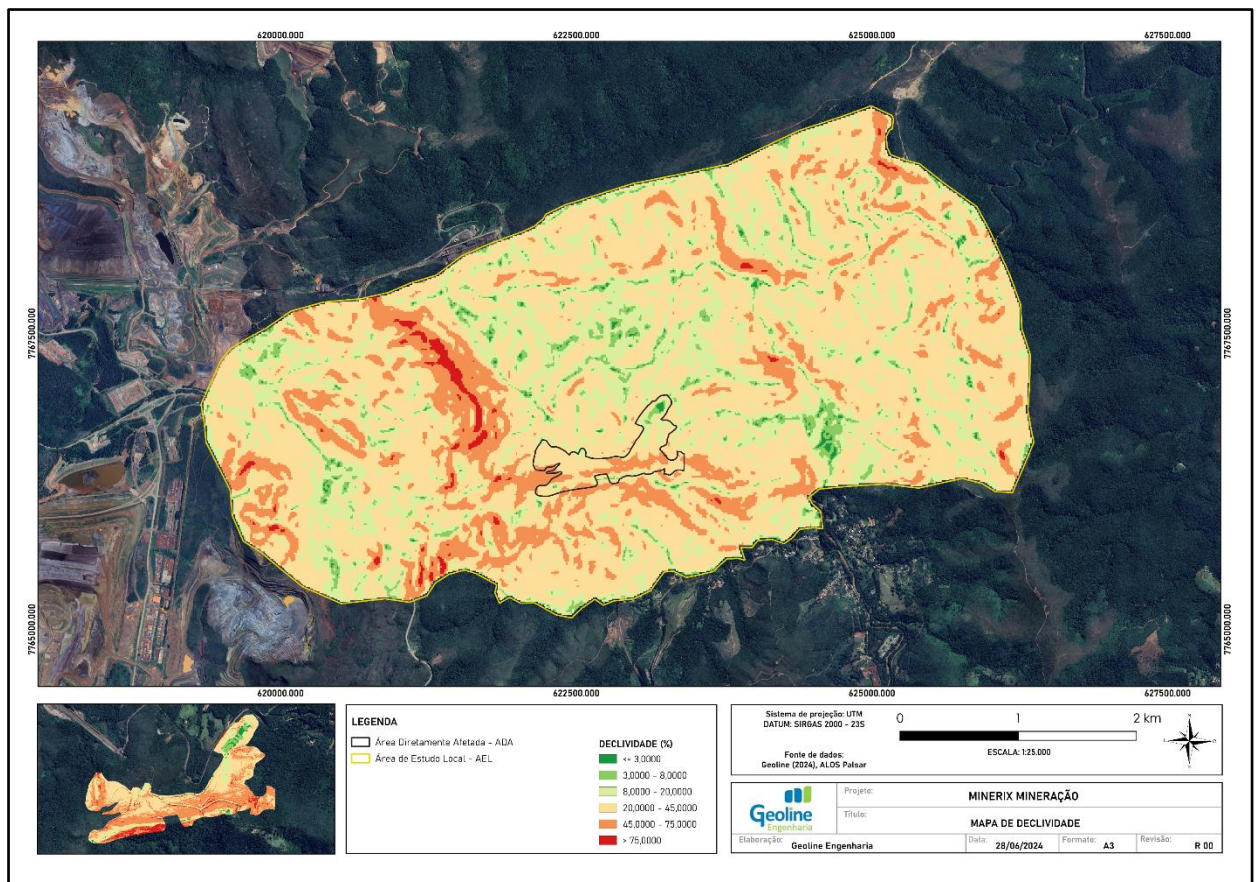 620000.000
622500.000
625000.000
627500.000
7767500.000
7767500.000
7765000.000
7765000.000
620000.000
622500.000
625000.000
627500.000
LEGENDA
Área Diretamente Afetada - ADA
Área de Estudo Local - AEL
DECLIVIDADE (%)
<= 3,0000
3,0000 - 8,0000
8,0000 - 20,0000
20,0000 - 45,0000
45,0000 - 75,0000
> 75,0000
Sistema de projeção: UTM
DATUM: SIRGAS 2000 - 23S
Fonte de dados:
Geoline (2024), ALOS Palsar
0 1 2 km
ESCALA: 1:25.000
Geoline
Engenharia
Projeto: MINERIX MINERAÇÃO
Título: MAPA DE DECLIVIDADE
Elaboração: Geoline Engenharia
Data: 28/06/2024
Formato: A3
Revisão: R 00